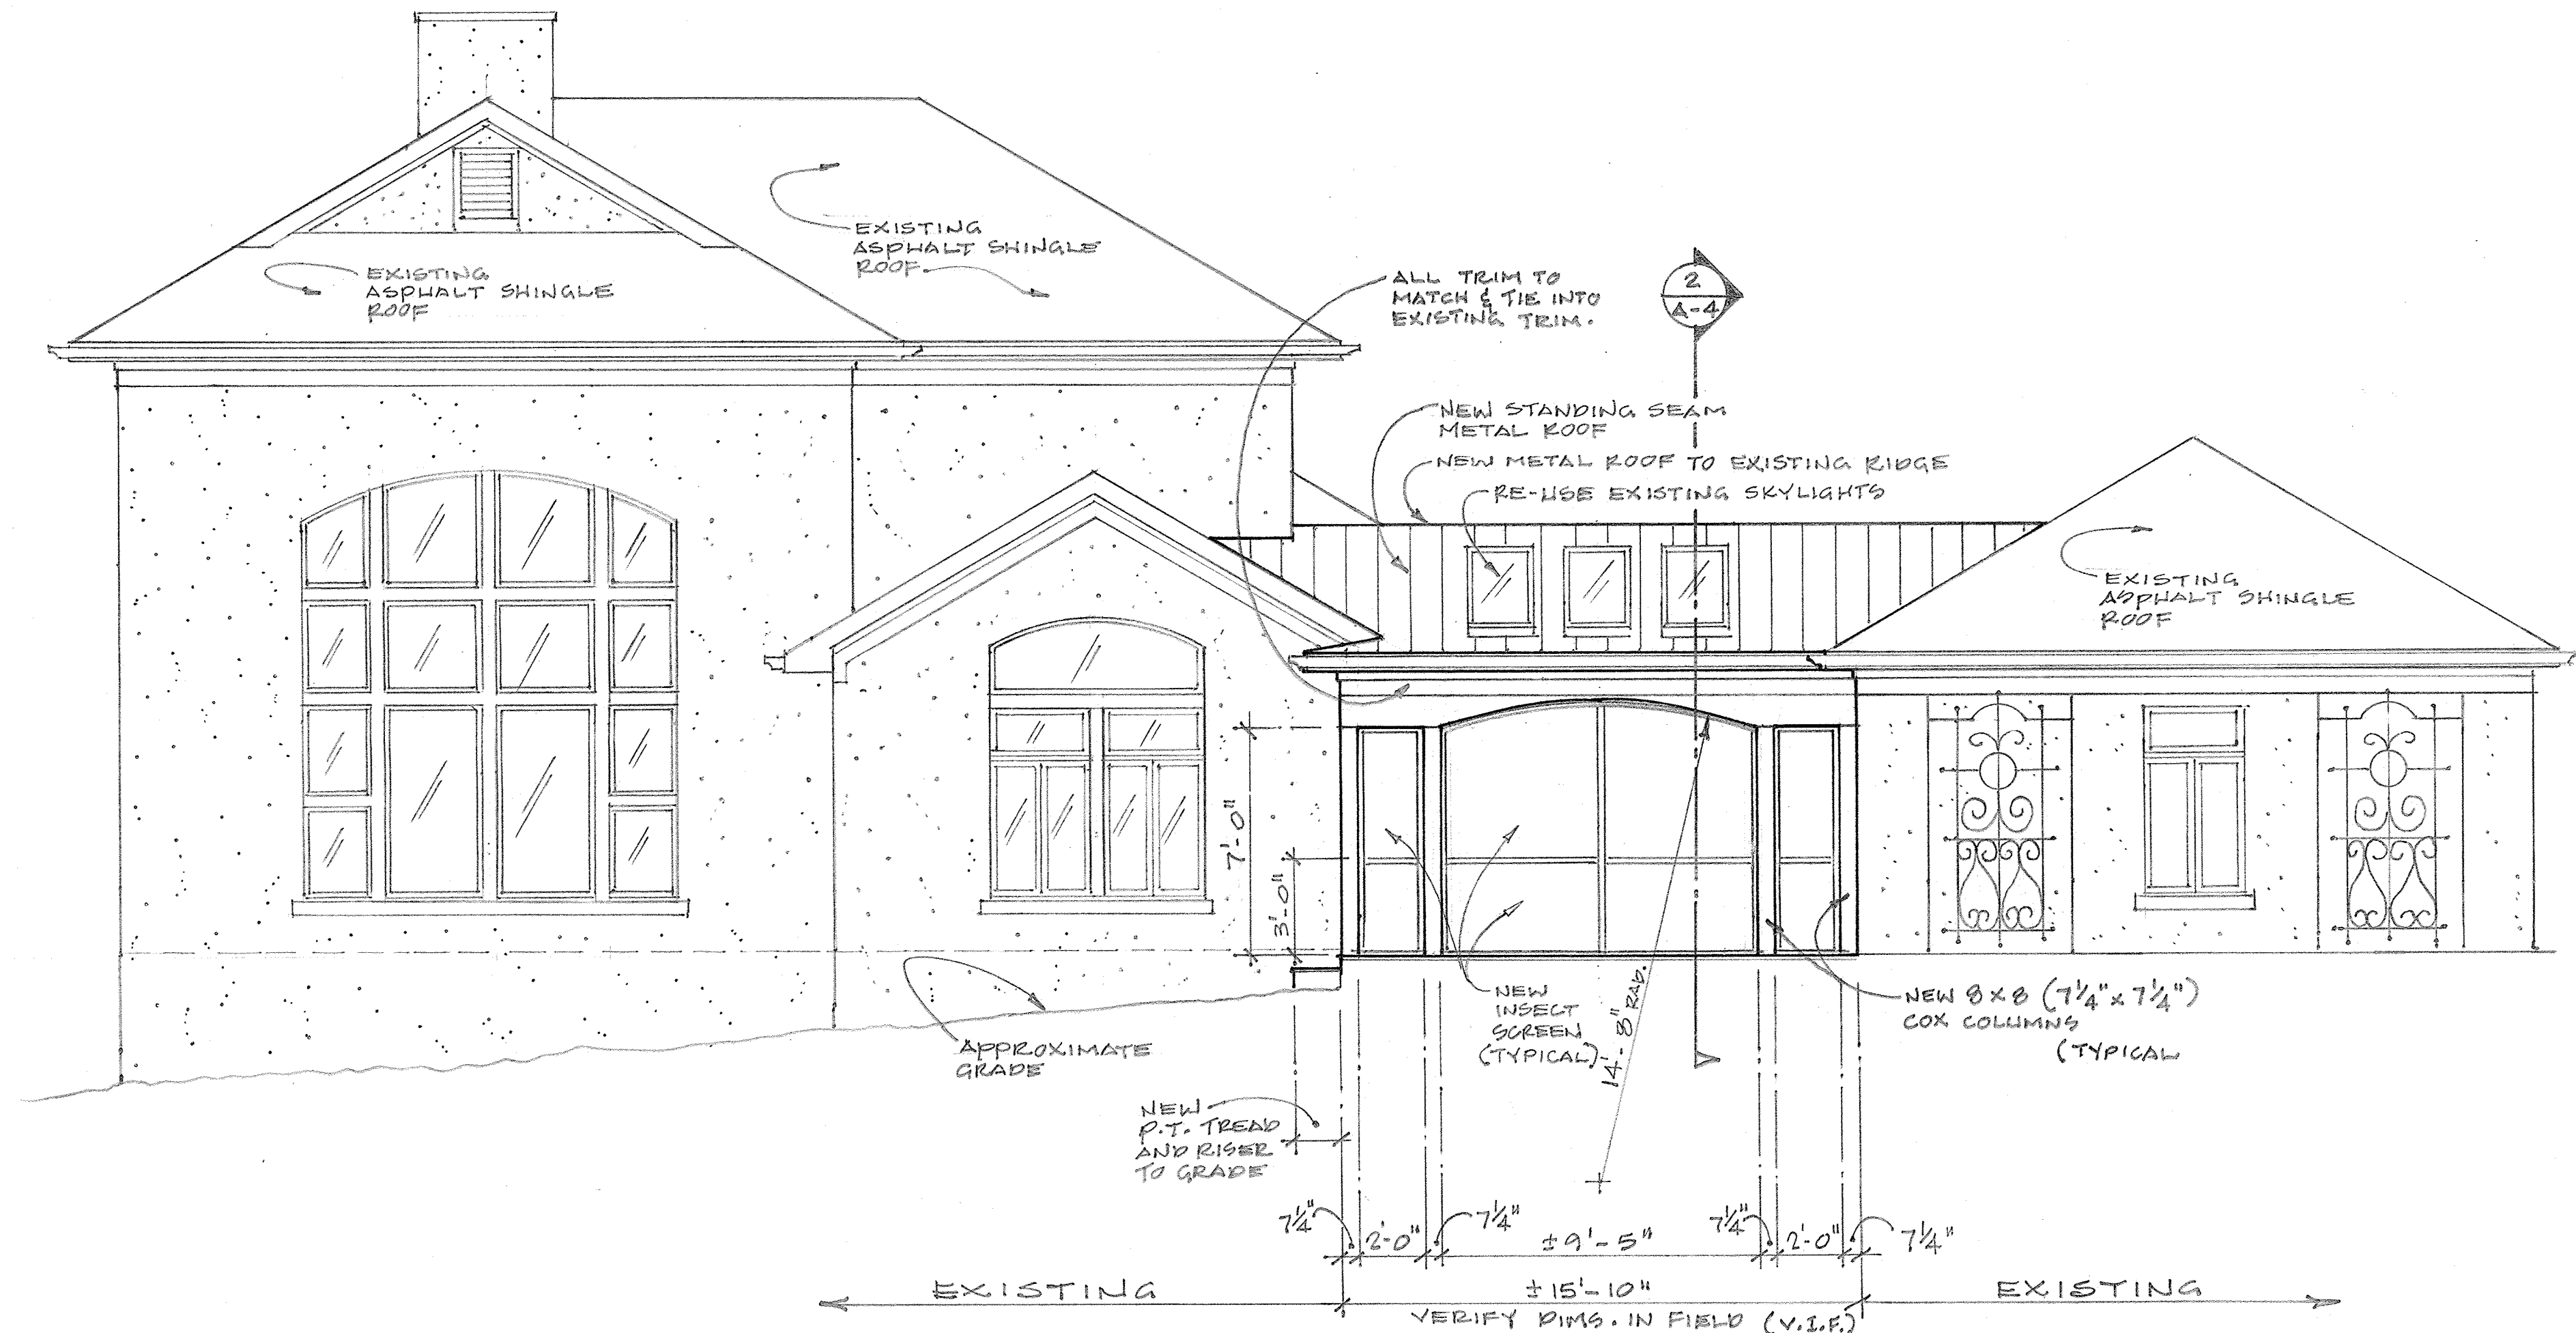 EXISTING
ASPHALT SHINGLE
ROOF
EXISTING
ASPHALT SHINGLE
ROOF
ALL TRIM TO
MATCH & TIE INTO
EXISTING TRIM.
2
A-4
NEW STANDING SEAM
METAL ROOF
NEW METAL ROOF TO EXISTING RIDGE
RE-USE EXISTING SKYLIGHTS
EXISTING
ASPHALT SHINGLE
ROOF
7'-0"
3'-0"
NEW
INSECT
SCREEN
(TYPICAL)
14'-8" RAD.
NEW 8 X 8 (7¼" x 7¼")
COX COLUMNS
(TYPICAL
APPROXIMATE
GRADE
NEW
P.T. TREAD
AND RISER
TO GRADE
7¼" 2'-0" 7¼" ±9'-5" 7¼" 2'-0" 7¼"
EXISTING ±15'-10" EXISTING
VERIFY DIMS. IN FIELD (V.I.F.)